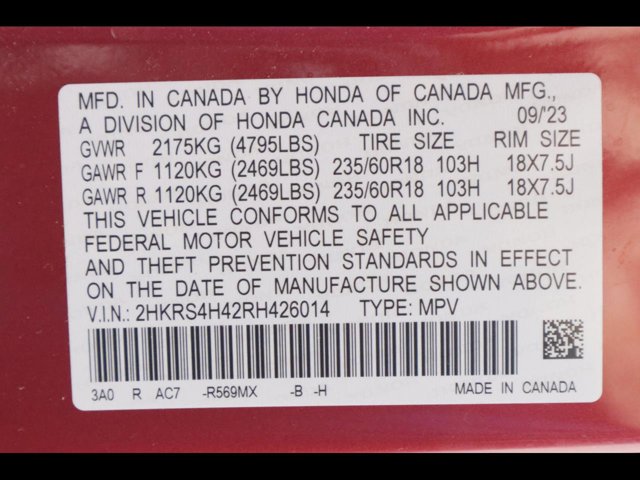 MFD. IN CANADA BY HONDA OF CANADA MFG.,
A DIVISION OF HONDA CANADA INC. 09/'23
GVWR 2175KG (4795LBS) TIRE SIZE RIM SIZE
GAWR F 1120KG (2469LBS) 235/60R18 103H 18X7.5J
GAWR R 1120KG (2469LBS) 235/60R18 103H 18X7.5J
THIS VEHICLE CONFORMS TO ALL APPLICABLE
FEDERAL MOTOR VEHICLE SAFETY
AND THEFT PREVENTION STANDARDS IN EFFECT
ON THE DATE OF MANUFACTURE SHOWN ABOVE.
V.I.N.: 2HKRS4H42RH426014 TYPE: MPV
3A0 R AC7 -R569MX -B -H MADE IN CANADA